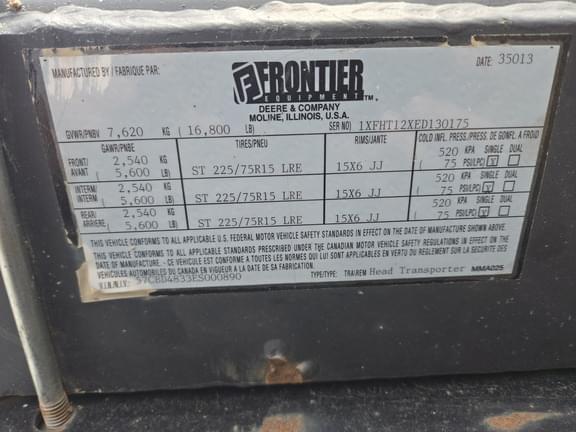 MANUFACTURED BY / FABRIQUE PAR:
DATE: 35013
F FRONTIER
EQUIPMENT™
DEERE & COMPANY
MOLINE, ILLINOIS, U.S.A.
GVWR/PNBV 7,620 KG ( 16,800 LB) SER NO) 1XFHT12XED130175
GAWR/PNBE TIRES/PNEU RIMS/JANTE COLD INFL. PRESS./PRESS. DE GONFL. A FROID
FRONT/ 2,540 KG 520 KPA SINGLE DUAL
AVANT ( 5,600 LB) ST 225/75R15 LRE 15X6 JJ ( 75 PSI/LPC) X
INTERM/ 2,540 KG 520 KPA SINGLE DUAL
INTERM ( 5,600 LB) ST 225/75R15 LRE 15X6 JJ ( 75 PSI/LPC) X
REAR/ 2,540 KG 520 KPA SINGLE DUAL
ARRIERE ( 5,600 LB) ST 225/75R15 LRE 15X6 JJ ( 75 PSI/LPC) X
THIS VEHICLE CONFORMS TO ALL APPLICABLE U.S. FEDERAL MOTOR VEHICLE SAFETY STANDARDS IN EFFECT ON THE DATE OF MANUFACTURE SHOWN ABOVE.
THIS VEHICLE CONFORMS TO ALL APPLICABLE STANDARDS PRESCRIBED UNDER THE CANADIAN MOTOR VEHICLE SAFETY REGULATIONS IN EFFECT ON
THE DATE OF MANUFACTURE. / CE VEHICULE EST CONFORME A TOUTES LES NORMES QUI LUI SONT APPLICABLES EN VERTU DU REGLEMENT SUR LA SECURITE DES
VEHICULES AUTOMOBILES DU CANADA EN VIGUEUR A LA DATE DE SA FABRICATION.
V.I.N./N.I.V: 57CBD4833ES000890 TYPE/TYPE: TRA/REM Head Transporter MMA225